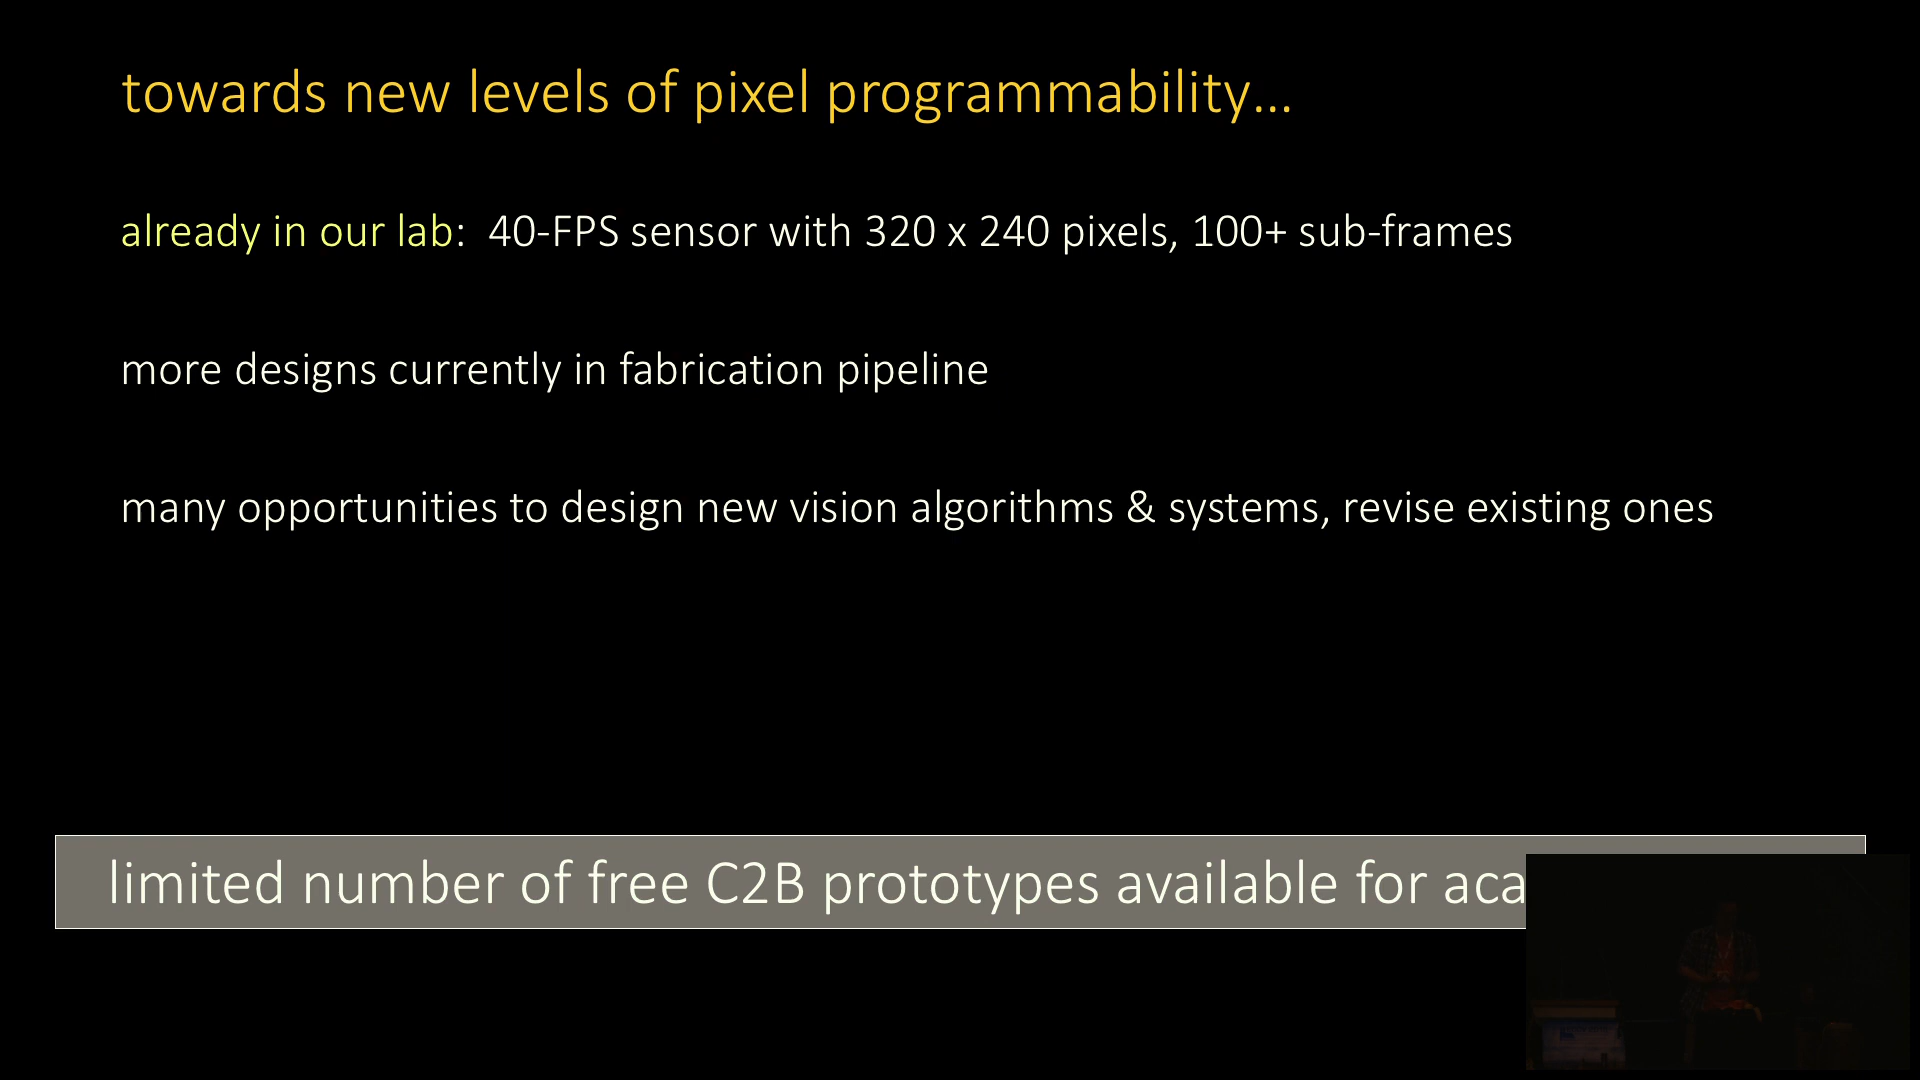 towards new levels of pixel programmability...
already in our lab: 40-FPS sensor with 320 x 240 pixels, 100+ sub-frames
more designs currently in fabrication pipeline
many opportunities to design new vision algorithms & systems, revise existing ones
limited number of free C2B prototypes available for